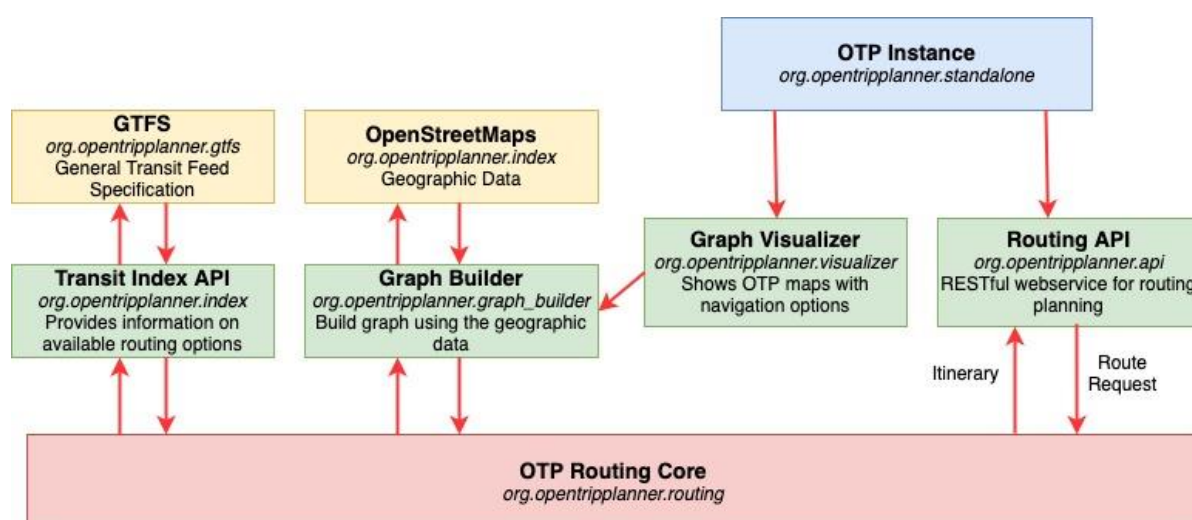 OTP Instance
org.opentripplanner.standalone
GTFS
org.opentripplanner.gtfs
General Transit Feed
Specification
OpenStreetMaps
org.opentripplanner.index
Geographic Data
Transit Index API
org.opentripplanner.index
Provides information on
available routing options
Graph Builder
org.opentripplanner.graph_builder
Build graph using the geographic
data
Graph Visualizer
org.opentripplanner.visualizer
Shows OTP maps with
navigation options
Routing API
org.opentripplanner.api
RESTful webservice for routing
planning
Itinerary
Route
Request
OTP Routing Core
org.opentripplanner.routing